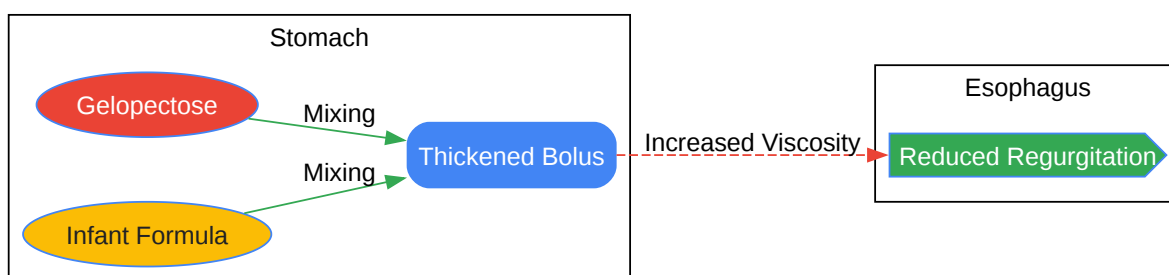 Stomach
Gelopectose
Mixing
Thickened Bolus
Mixing
Infant Formula
Increased Viscosity
Esophagus
Reduced Regurgitation